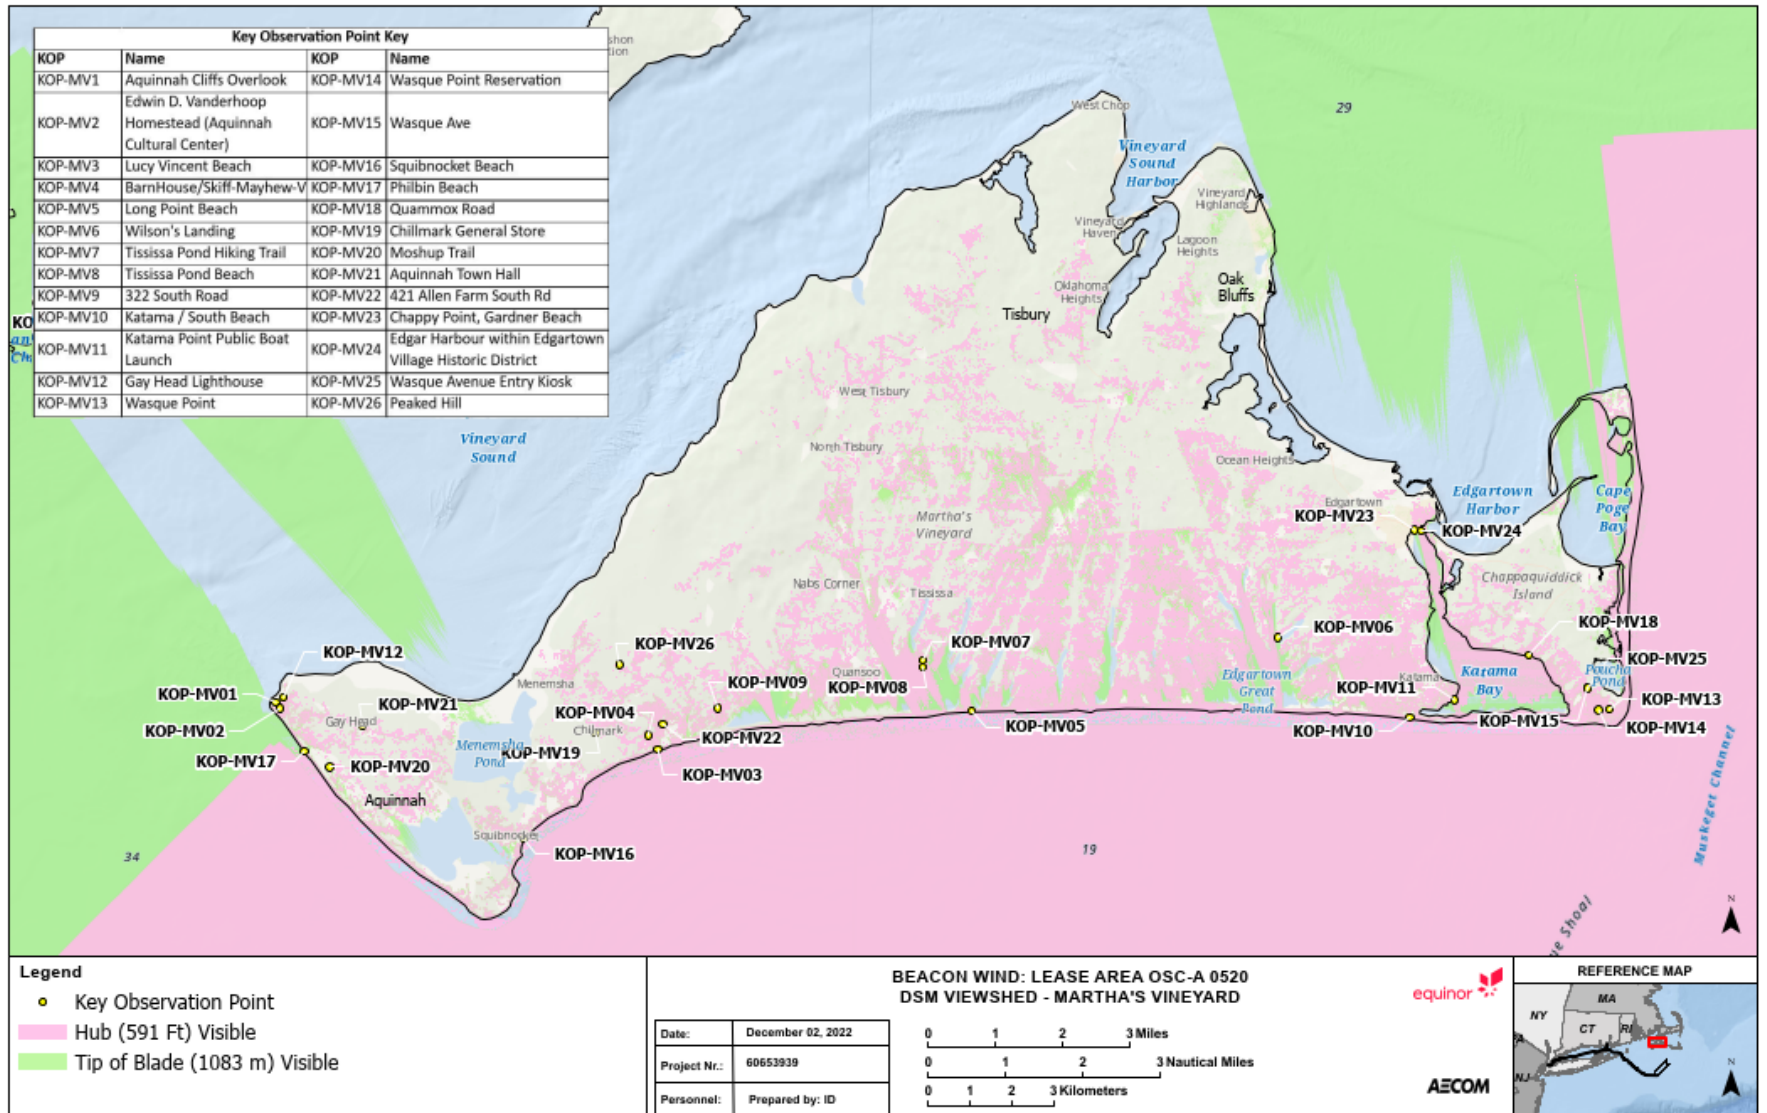 Key Observation Point Key
KOP Name KOP Name
KOP-MV1 Aquinnah Cliffs Overlook KOP-MV14 Wasque Point Reservation
KOP-MV2 Edwin D. Vanderhoop Homestead (Aquinnah Cultural Center) KOP-MV15 Wasque Ave
KOP-MV3 Lucy Vincent Beach KOP-MV16 Squibnocket Beach
KOP-MV4 BarnHouse/Skiff-Mayhew-V KOP-MV17 Philbin Beach
KOP-MV5 Long Point Beach KOP-MV18 Quammox Road
KOP-MV6 Wilson's Landing KOP-MV19 Chillmark General Store
KOP-MV7 Tississa Pond Hiking Trail KOP-MV20 Moshup Trail
KOP-MV8 Tississa Pond Beach KOP-MV21 Aquinnah Town Hall
KOP-MV9 322 South Road KOP-MV22 421 Allen Farm South Rd
KOP-MV10 Katama / South Beach KOP-MV23 Chappy Point, Gardner Beach
KOP-MV11 Katama Point Public Boat Launch KOP-MV24 Edgar Harbour within Edgartown Village Historic District
KOP-MV12 Gay Head Lighthouse KOP-MV25 Wasque Avenue Entry Kiosk
KOP-MV13 Wasque Point KOP-MV26 Peaked Hill
29
West Chop
Vineyard
Sound
Harbor
Vineyard
Highlands
Vineyard
Haven
Lagoon
Heights
Oklahoma
Heights
Oak
Bluffs
Tisbury
West Tisbury
North Tisbury
Vineyard
Sound
Ocean Heights
Edgartown
Edgartown
Harbor
Cape
Poge
Bay
KOP-MV23
KOP-MV24
Martha's
Vineyard
Nabs Corner
Tississa
Chappaquiddick
Island
KOP-MV06
KOP-MV18
KOP-MV26
KOP-MV07
KOP-MV12
KOP-MV25
Quansoo
KOP-MV08
Edgartown
Great
Pond
Katama
KOP-MV11
Katama
Bay
Poucha
Pond
KOP-MV01
Menemsha
KOP-MV09
KOP-MV13
KOP-MV21
KOP-MV04
Gay Head
KOP-MV02
Chilmark
KOP-MV22
KOP-MV05
KOP-MV10
KOP-MV15
KOP-MV14
Menemsha
Pond
KOP-MV19
KOP-MV17
KOP-MV20
KOP-MV03
Aquinnah
Squibnocket
KOP-MV16
34
19
Muskeget Channel
Shoal
N
Legend
Key Observation Point
Hub (591 Ft) Visible
Tip of Blade (1083 m) Visible
BEACON WIND: LEASE AREA OSC-A 0520
DSM VIEWSHED - MARTHA'S VINEYARD
Date: December 02, 2022
Project Nr.: 60653939
Personnel: Prepared by: ID
0 1 2 3 Miles
0 1 2 3 Nautical Miles
0 1 2 3 Kilometers
equinor
AECOM
REFERENCE MAP
MA
NY
CT
RI
NJ
N